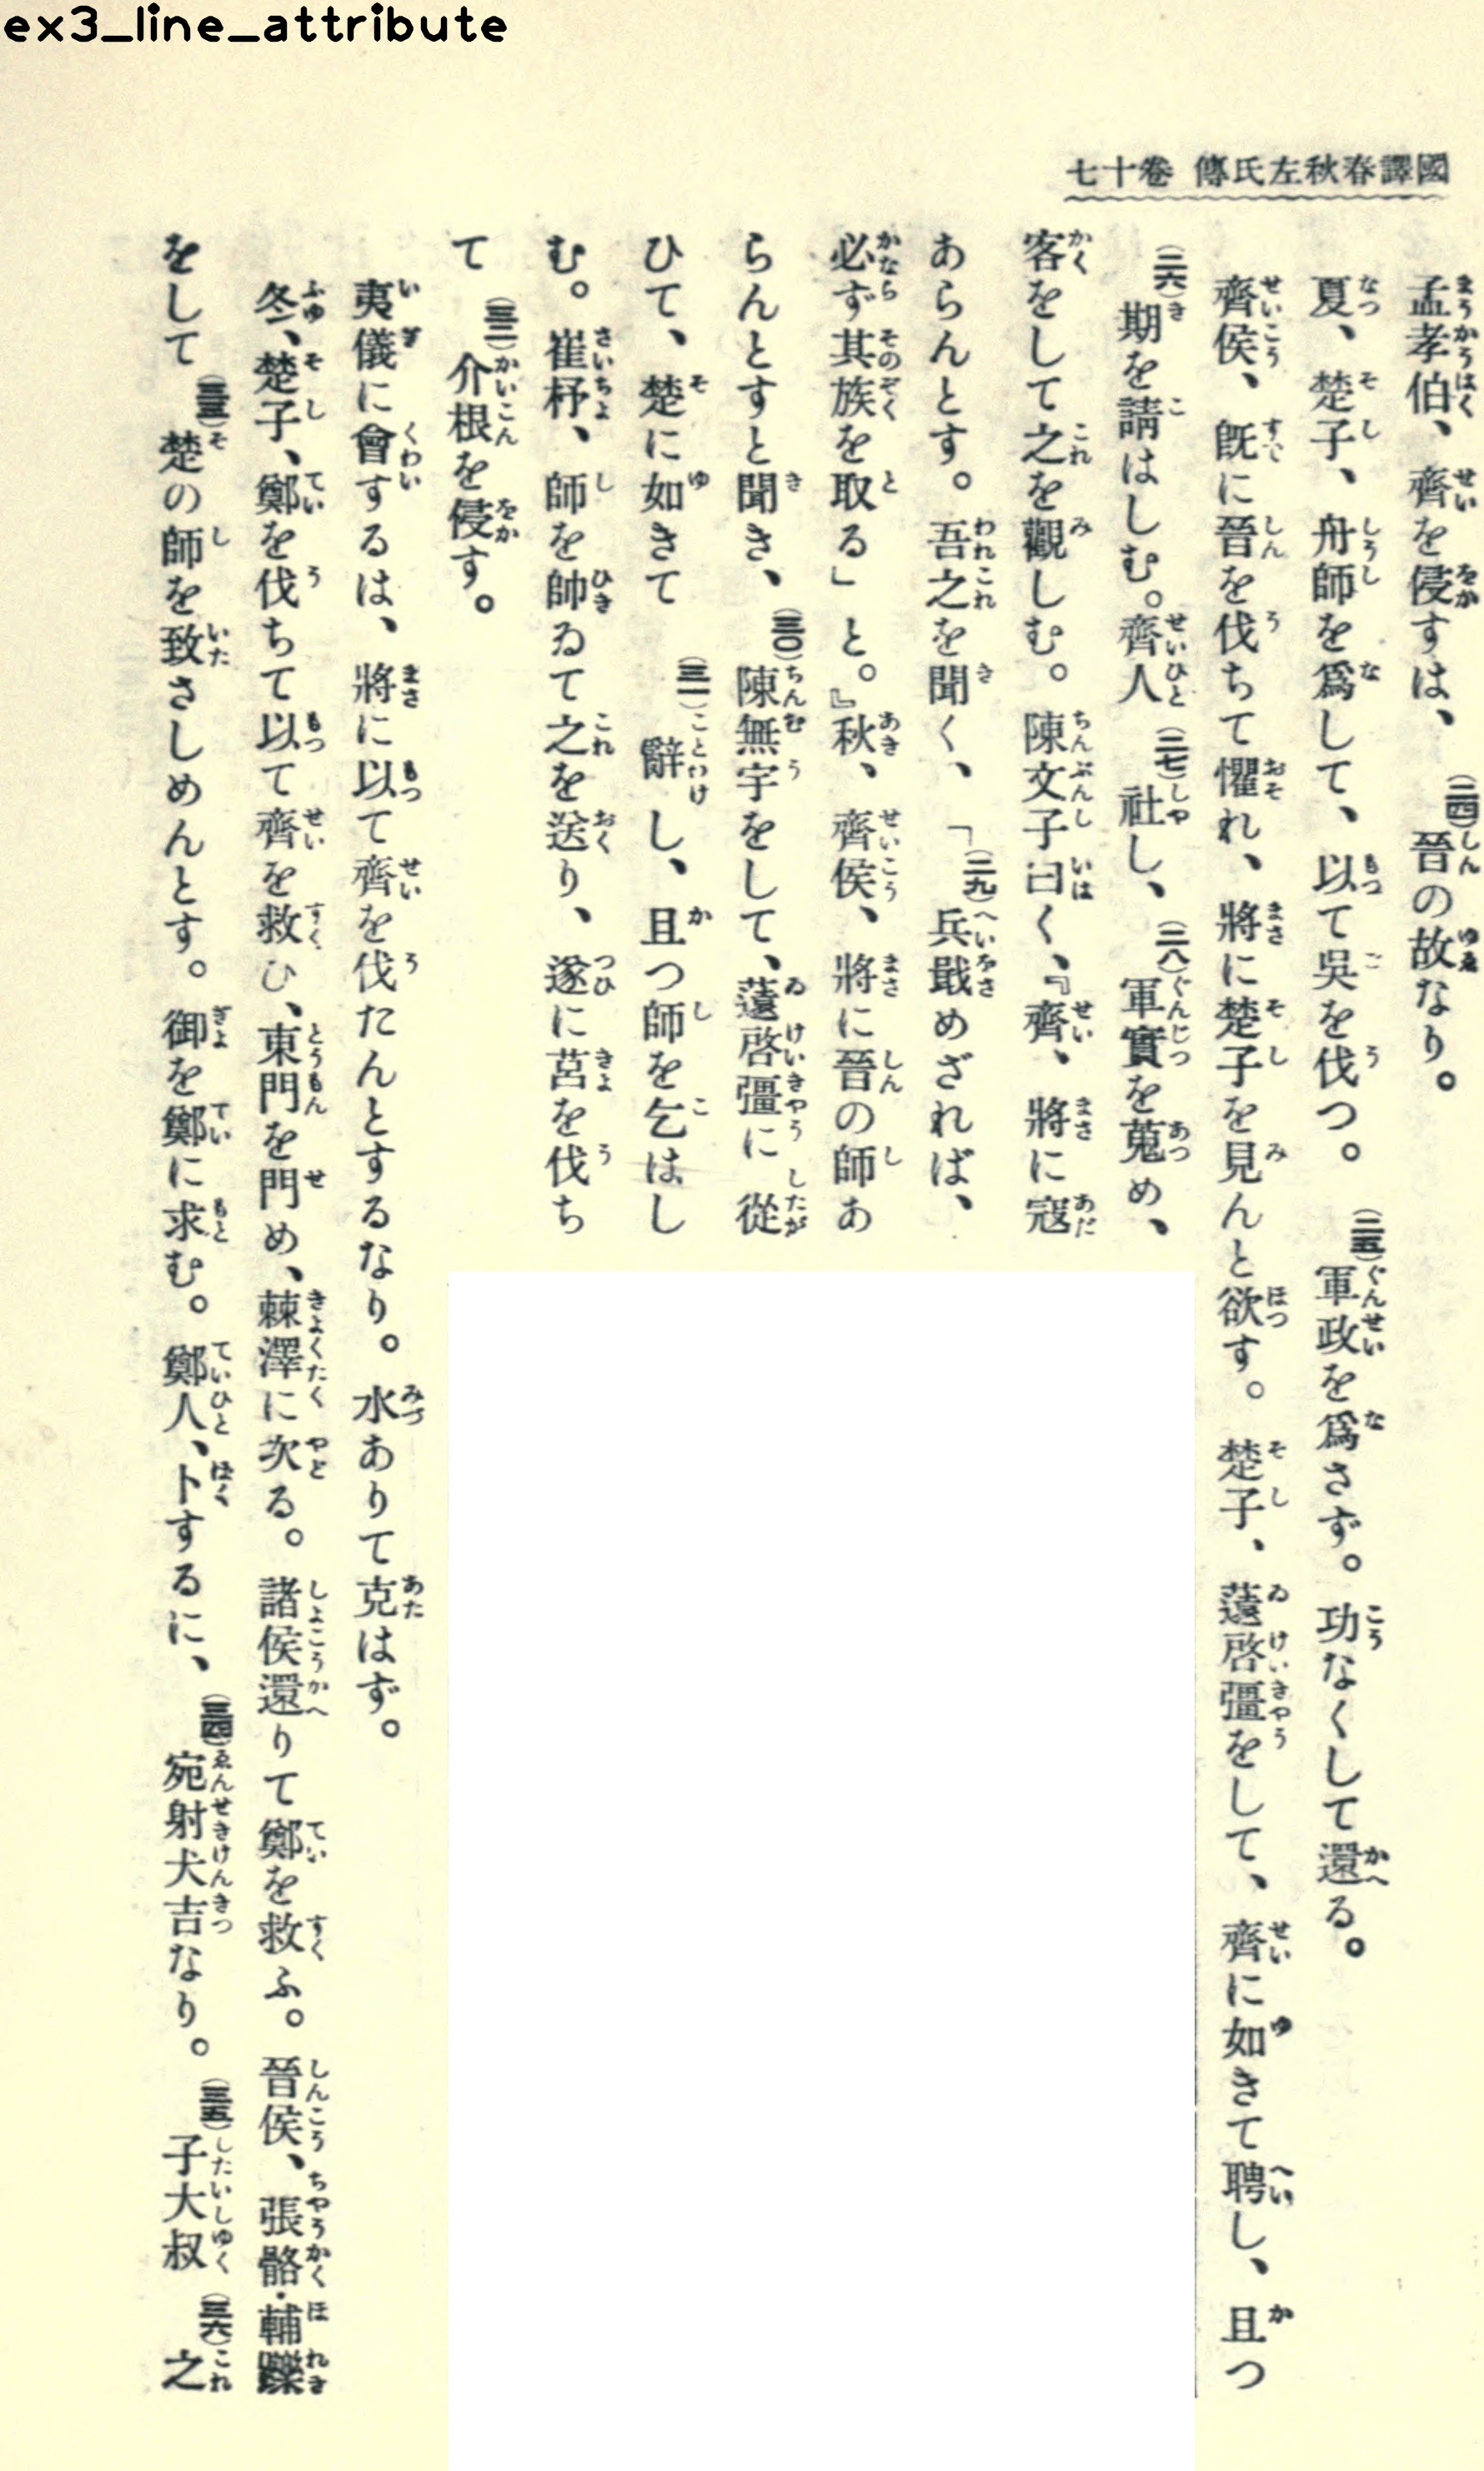 ex3_line_attribute
國譯春秋左氏傳 卷十七
孟孝伯、齊を侵すは、(二四)晉の故なり。
夏、楚子、舟師を爲して、以て吳を伐つ。(二五)軍政を爲さず。功なくして還る。
齊侯、旣に晉を伐ちて懼れ、將に楚子を見んと欲す。楚子、薳啓彊をして、齊に如きて聘し、且つ
(二六)期を請はしむ。齊人(二七)社し、(二八)軍實を蒐め、
客をして之を觀しむ。陳文子曰く、『齊、將に寇
あらんとす。吾之を聞く、「(二九)兵戢めざれば、
必ず其族を取る」と。』秋、齊侯、將に晉の師あ
らんとすと聞き、(三〇)陳無宇をして、薳啓彊に從
ひて、楚に如きて(三一)辭し、且つ師を乞はし
む。崔杼、師を帥ゐて之を送り、遂に莒を伐ち
て(三二)介根を侵す。
夷儀に會するは、將に以て齊を伐たんとするなり。水ありて克はず。
冬、楚子、鄭を伐ちて以て齊を救ひ、東門を門め、棘澤に次る。諸侯還りて鄭を救ふ。晉侯、張骼・輔躒
をして(三三)楚の師を致さしめんとす。御を鄭に求む。鄭人、卜するに、(三四)宛射犬吉なり。(三五)子大叔(三六)之